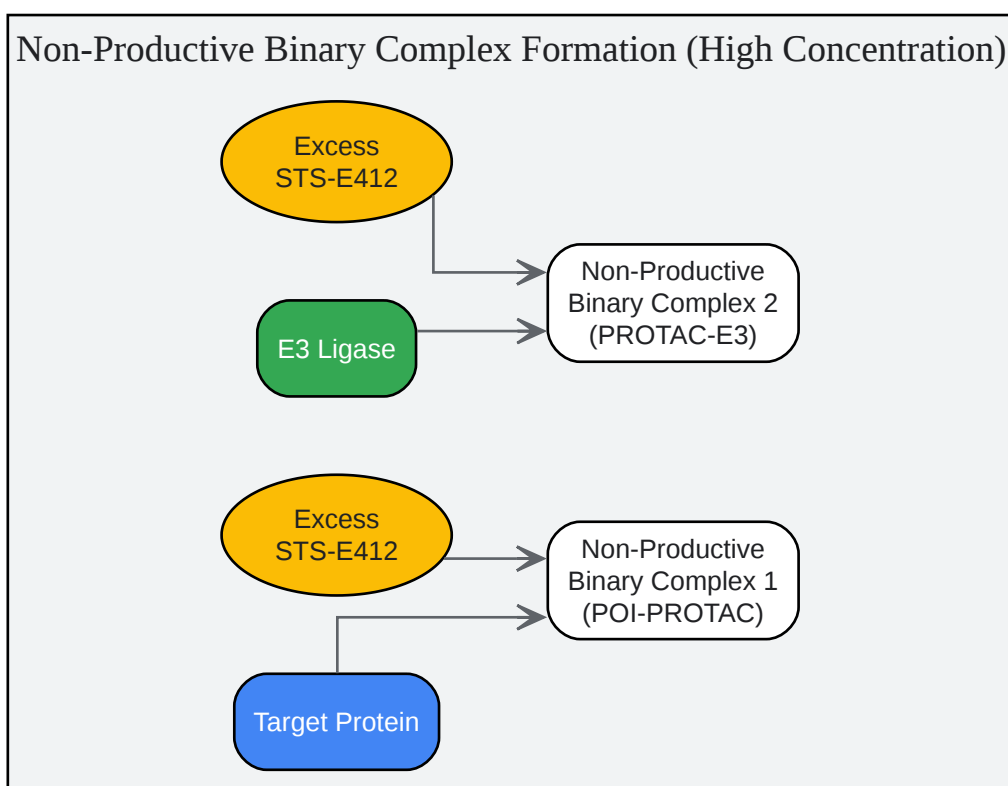 Non-Productive Binary Complex Formation (High Concentration)
Excess
STS-E412
Non-Productive
Binary Complex 2
(PROTAC-E3)
E3 Ligase
Excess
STS-E412
Non-Productive
Binary Complex 1
(POI-PROTAC)
Target Protein